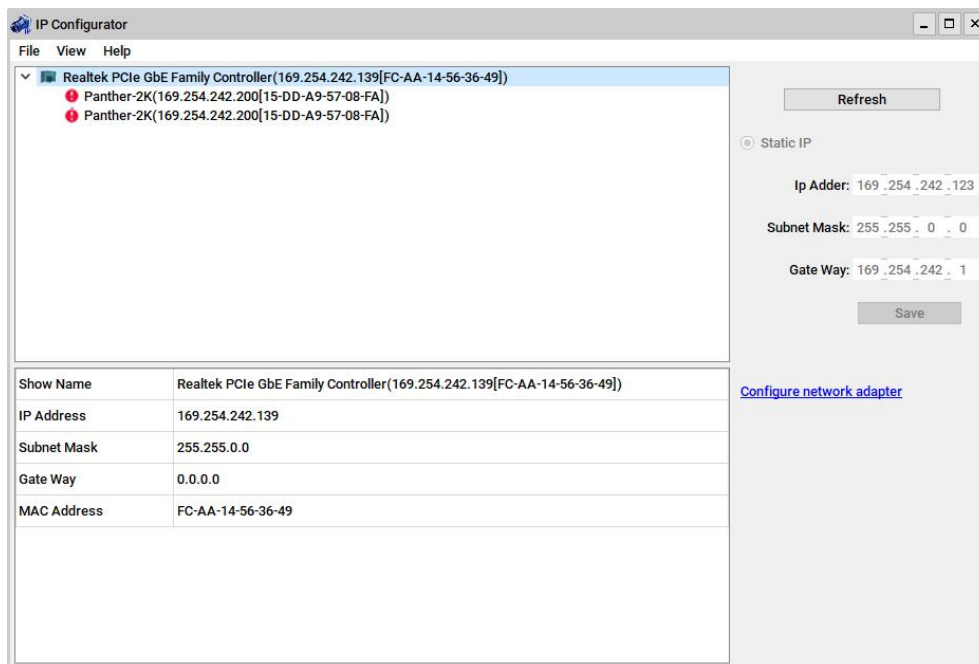 IP Configurator
File View Help
Realtek PCIe GbE Family Controller(169.254.242.139[FC-AA-14-56-36-49])
Panther-2K(169.254.242.200[15-DD-A9-57-08-FA])
Panther-2K(169.254.242.200[15-DD-A9-57-08-FA])
Refresh
Static IP
Ip Adder: 169 .254 .242 .123
Subnet Mask: 255 .255 . 0 . 0
Gate Way: 169 .254 .242 . 1
Save
Show Name Realtek PCIe GbE Family Controller(169.254.242.139[FC-AA-14-56-36-49])
IP Address 169.254.242.139
Subnet Mask 255.255.0.0
Gate Way 0.0.0.0
MAC Address FC-AA-14-56-36-49
Configure network adapter